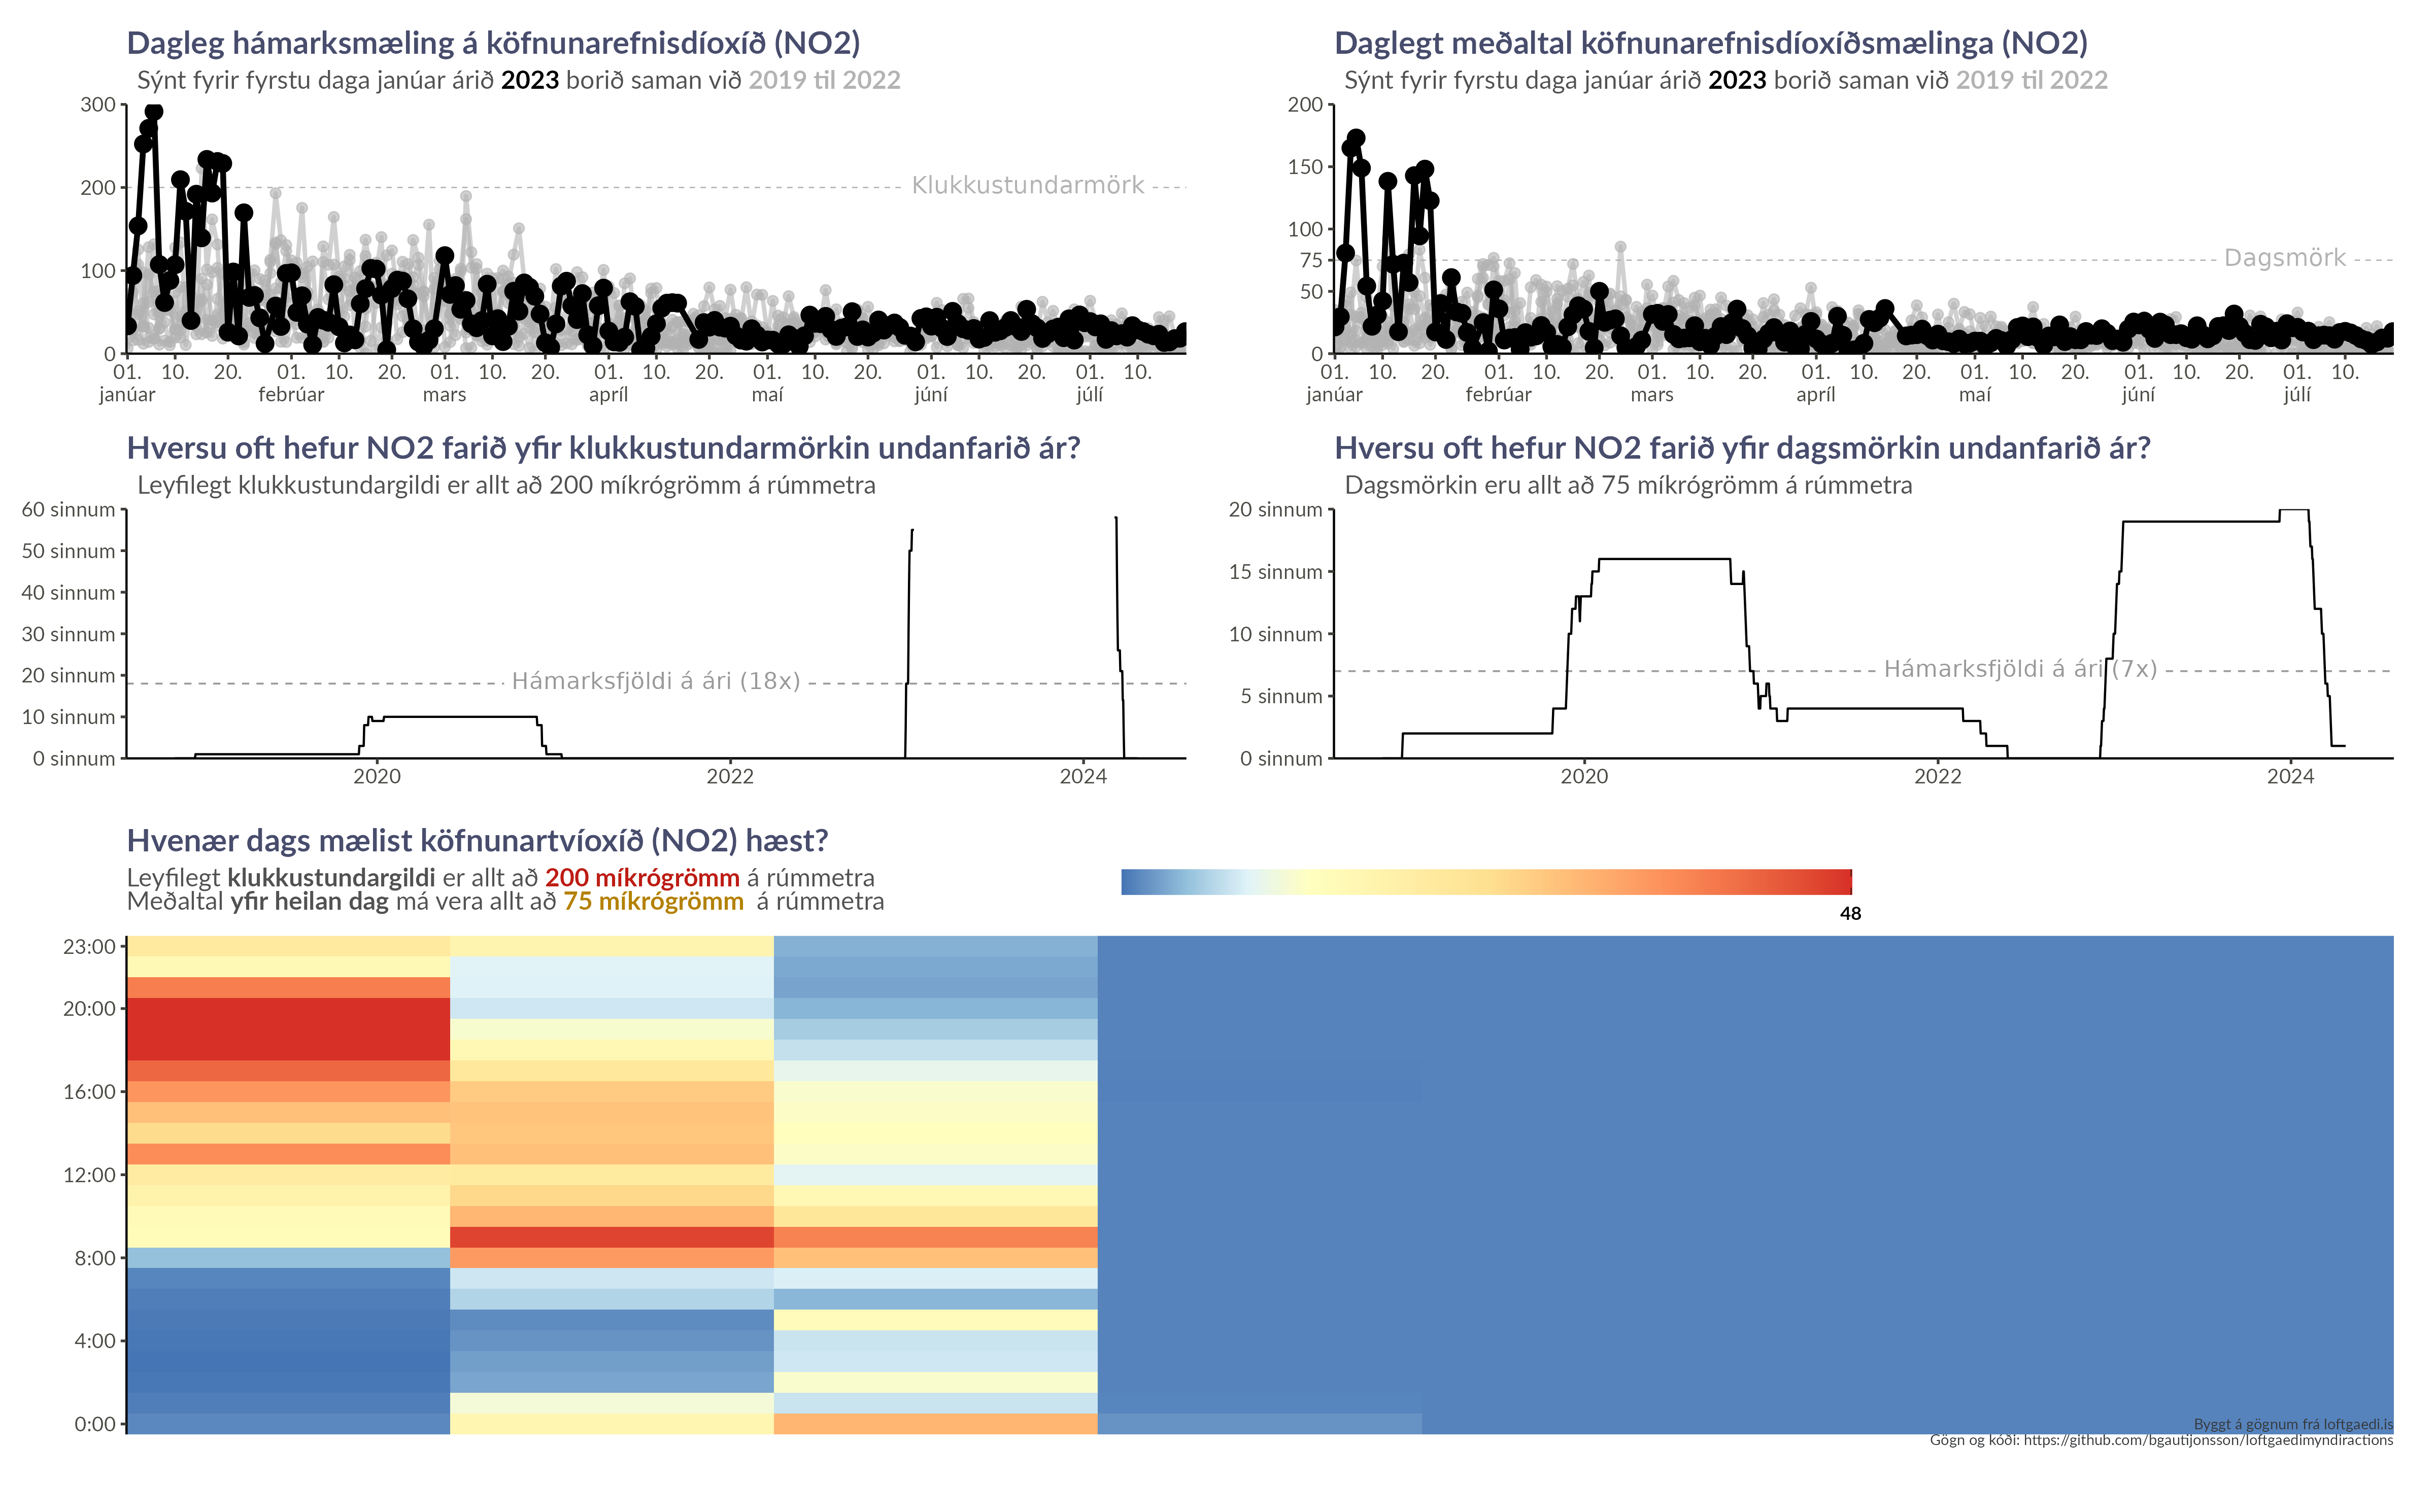 Dagleg hámarksmæling á köfnunarefnisdíoxíð (NO2)
Sýnt fyrir fyrstu daga janúar árið 2023 borið saman við 2019 til 2022
300
200
100
0
Klukkustundarmörk
01. 10. 20. 01. 10. 20. 01. 10. 20. 01. 10. 20. 01. 10. 20. 01. 10. 20. 01. 10.
janúar febrúar mars apríl maí júní júlí
Daglegt meðaltal köfnunarefnisdíoxíðsmælinga (NO2)
Sýnt fyrir fyrstu daga janúar árið 2023 borið saman við 2019 til 2022
200
150
100
75
50
0
Dagsmörk
01. 10. 20. 01. 10. 20. 01. 10. 20. 01. 10. 20. 01. 10. 20. 01. 10. 20. 01. 10.
janúar febrúar mars apríl maí júní júlí
Hversu oft hefur NO2 farið yfir klukkustundarmörkin undanfarið ár?
Leyfilegt klukkustundargildi er allt að 200 míkrógrömm á rúmmetra
60 sinnum
50 sinnum
40 sinnum
30 sinnum
20 sinnum
10 sinnum
0 sinnum
Hámarksfjöldi á ári (18x)
2020 2022 2024
Hversu oft hefur NO2 farið yfir dagsmörkin undanfarið ár?
Dagsmörkin eru allt að 75 míkrógrömm á rúmmetra
20 sinnum
15 sinnum
10 sinnum
5 sinnum
0 sinnum
Hámarksfjöldi á ári (7x)
2020 2022 2024
Hvenær dags mælist köfnunartvíoxíð (NO2) hæst?
Leyfilegt klukkustundargildi er allt að 200 míkrógrömm á rúmmetra
Meðaltal yfir heilan dag má vera allt að 75 míkrógrömm á rúmmetra
48
23:00
20:00
16:00
12:00
8:00
4:00
0:00
Byggt á gögnum frá loftgaedi.is
Gögn og kóði: https://github.com/bgautijonsson/loftgaedimyndiractions